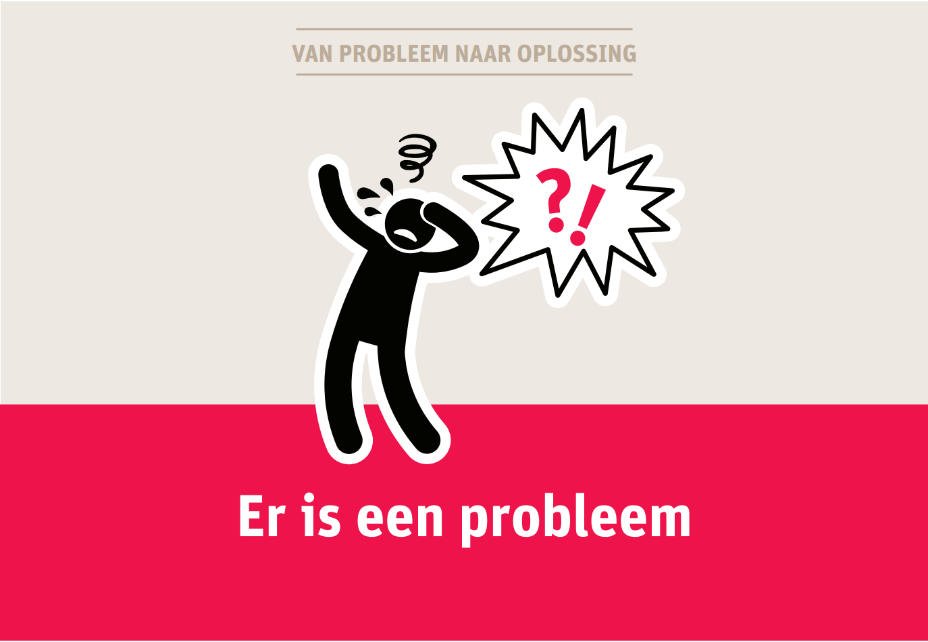 VAN PROBLEEM NAAR OPLOSSING
?!
Er is een probleem